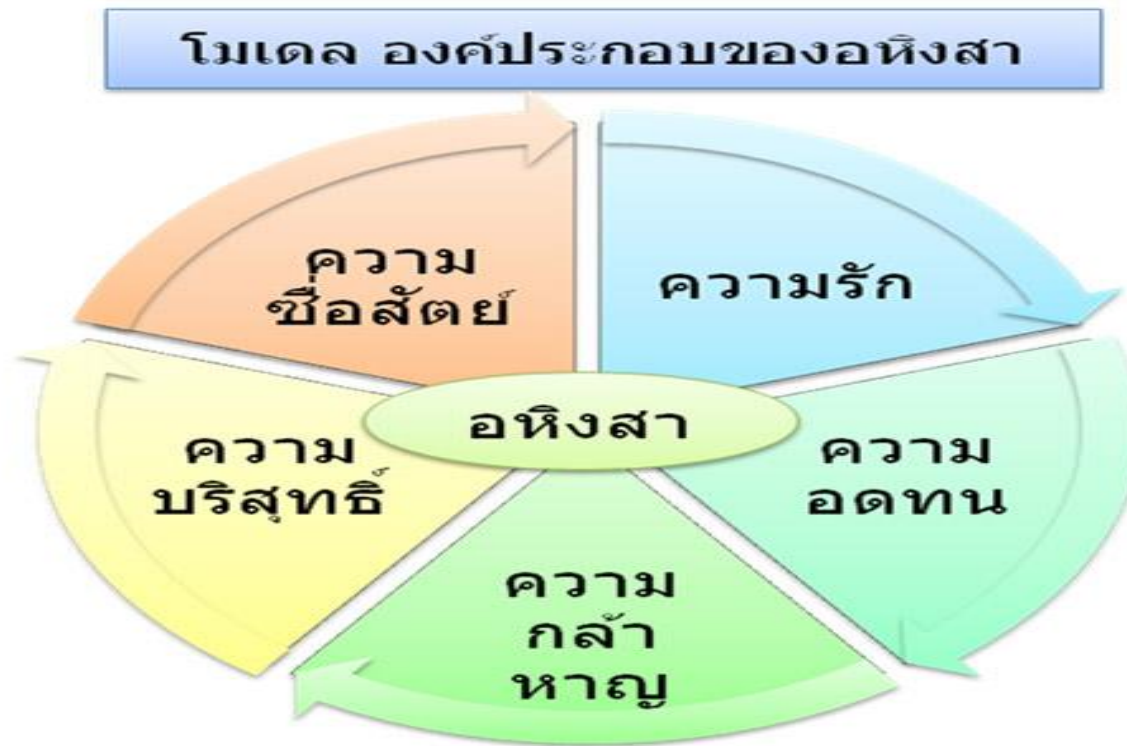 โมเดล องค์ประกอบของอหิงสา
ความ
ซื่อสัตย์
ความรัก
อหิงสา
ความ
บริสุทธิ์
ความ
อดทน
ความ
กล้า
หาญ